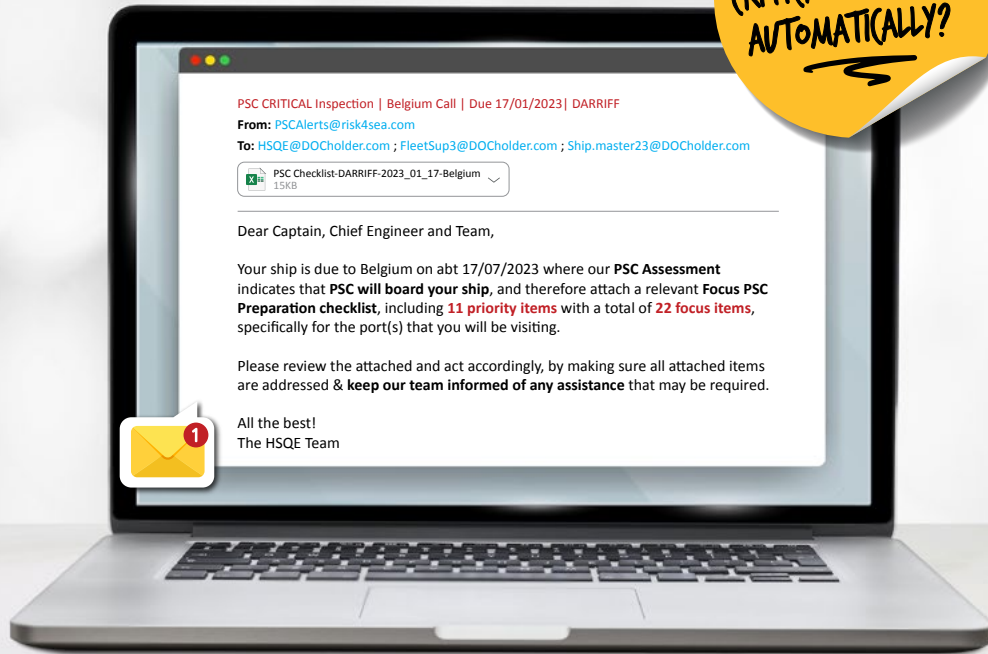 AUTOMATICALLY?
PSC CRITICAL Inspection | Belgium Call | Due 17/01/2023| DARRIFF
From: PSCAlerts@risk4sea.com
To: HSQE@DOCholder.com ; FleetSup3@DOCholder.com ; Ship.master23@DOCholder.com
PSC Checklist-DARRIFF-2023_01_17-Belgium
15KB
Dear Captain, Chief Engineer and Team,
Your ship is due to Belgium on abt 17/07/2023 where our PSC Assessment
indicates that PSC will board your ship, and therefore attach a relevant Focus PSC
Preparation checklist, including 11 priority items with a total of 22 focus items,
specifically for the port(s) that you will be visiting.
Please review the attached and act accordingly, by making sure all attached items
are addressed & keep our team informed of any assistance that may be required.
All the best!
The HSQE Team
1